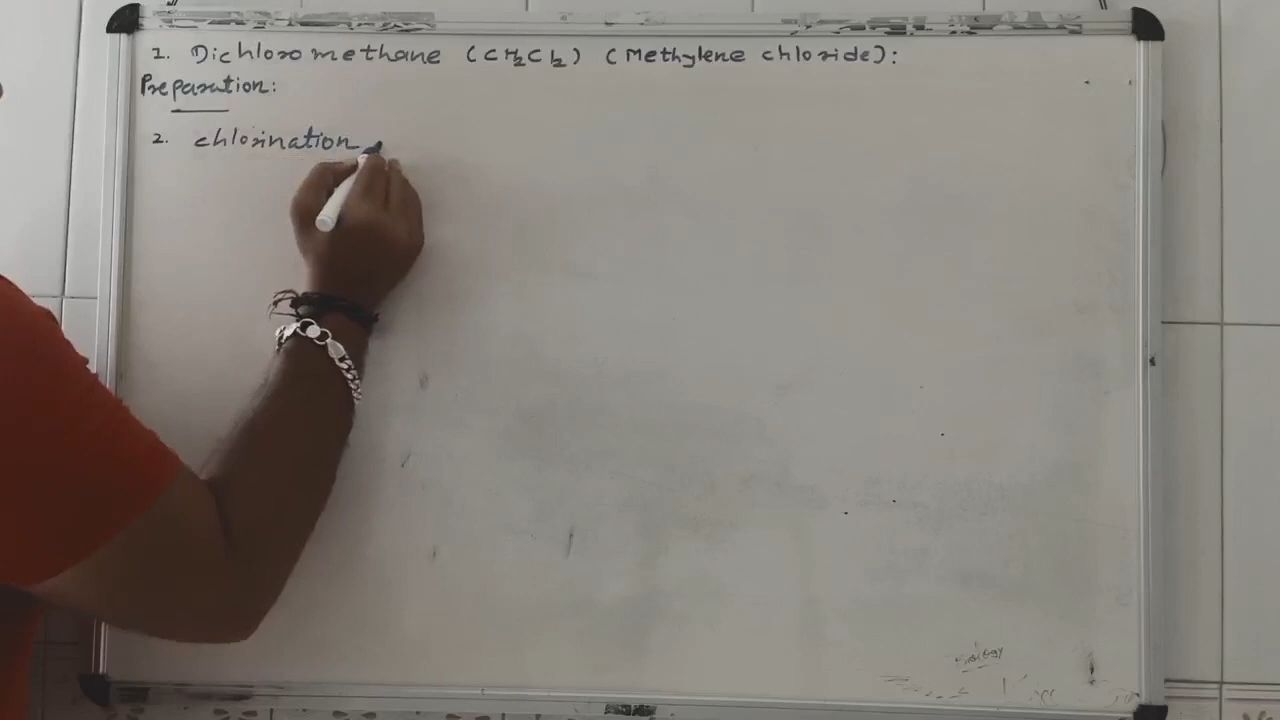 1. Dichloromethane (CH₂Cl₂) (Methylene chloride):
Preparation:
2. chlorination